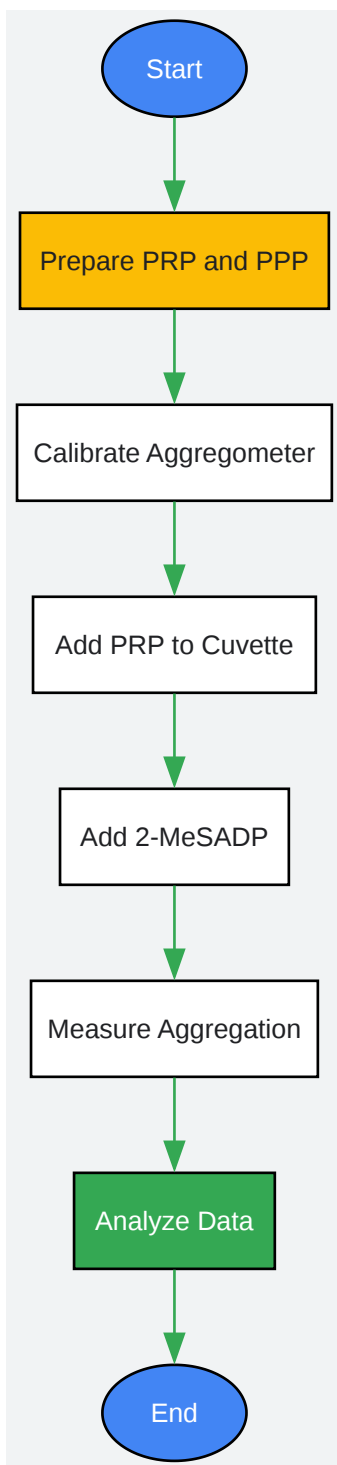 Start
Prepare PRP and PPP
Calibrate Aggregometer
Add PRP to Cuvette
Add 2-MeSADP
Measure Aggregation
Analyze Data
End